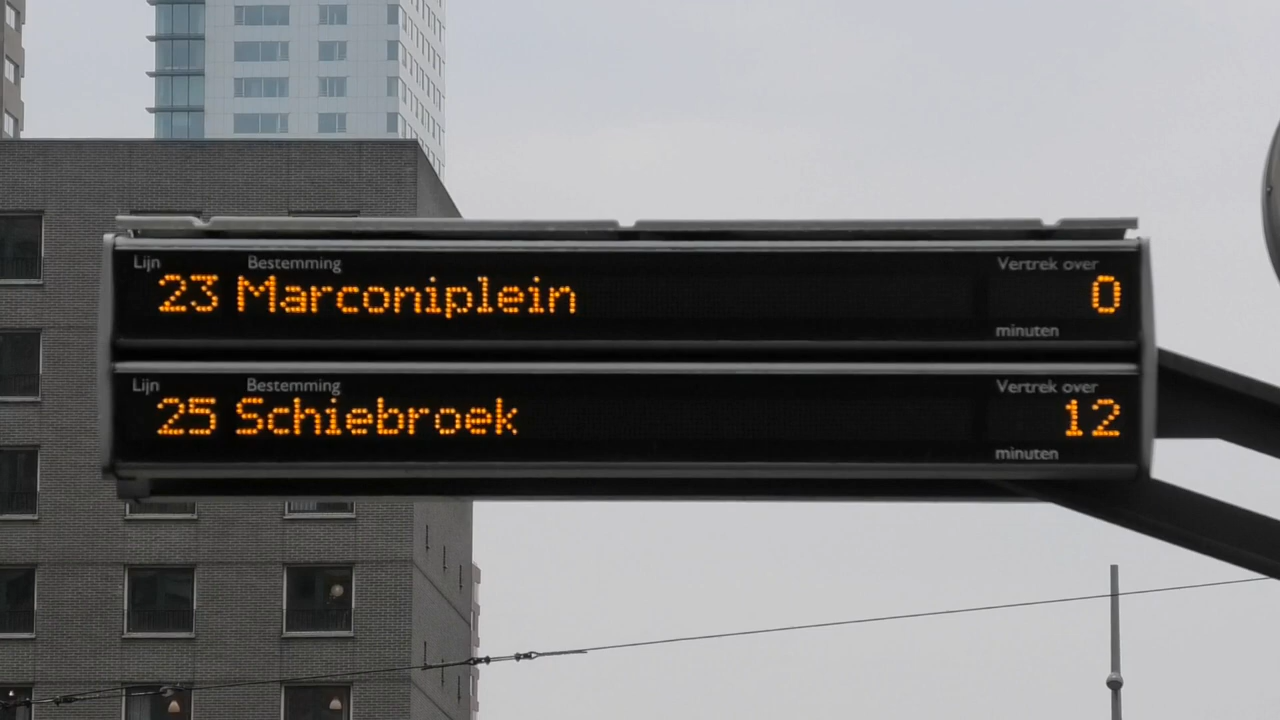 Lijn Bestemming Vertrek over
23 Marconiplein 0
minuten
Lijn Bestemming Vertrek over
25 Schiebroek 12
minuten